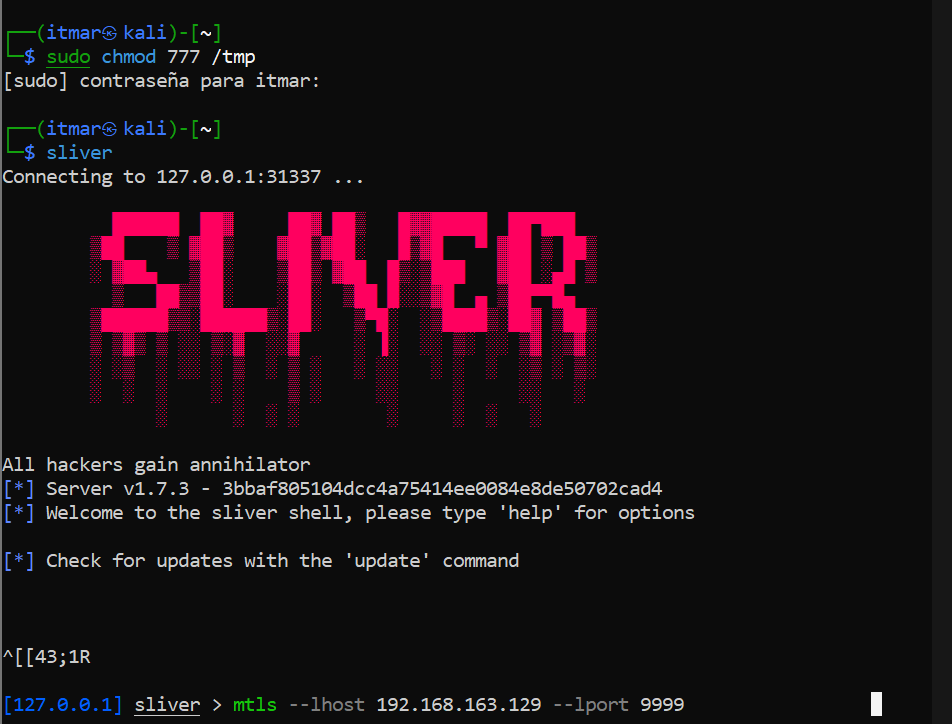 ┌──(itmar㉿kali)-[~]
└─$ sudo chmod 777 /tmp
[sudo] contraseña para itmar:
┌──(itmar㉿kali)-[~]
└─$ sliver
Connecting to 127.0.0.1:31337 ...
SLIVER
All hackers gain annihilator
[*] Server v1.7.3 - 3bbaf805104dcc4a75414ee0084e8de50702cad4
[*] Welcome to the sliver shell, please type 'help' for options
[*] Check for updates with the 'update' command
^[[43;1R
[127.0.0.1] sliver > mtls --lhost 192.168.163.129 --lport 9999